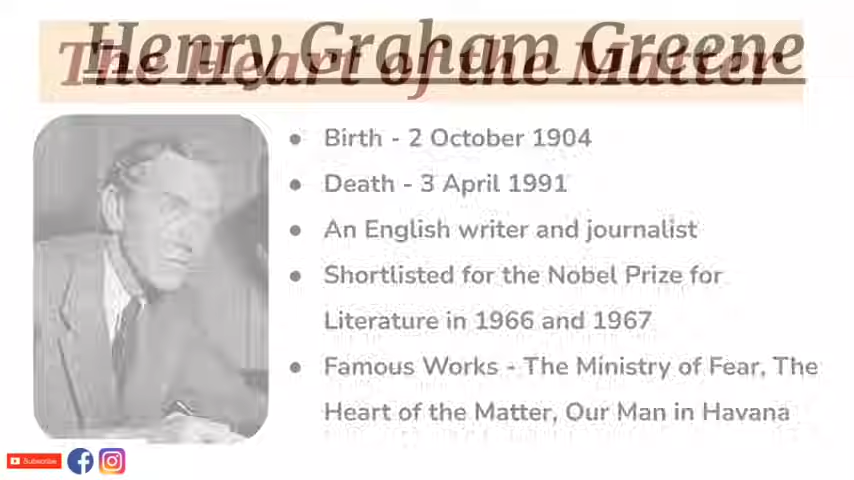 Henry Graham Greene
The Heart of the Matter
● Birth - 2 October 1904
● Death - 3 April 1991
● An English writer and journalist
● Shortlisted for the Nobel Prize for
Literature in 1966 and 1967
● Famous Works - The Ministry of Fear, The
Heart of the Matter, Our Man in Havana
Subscribe